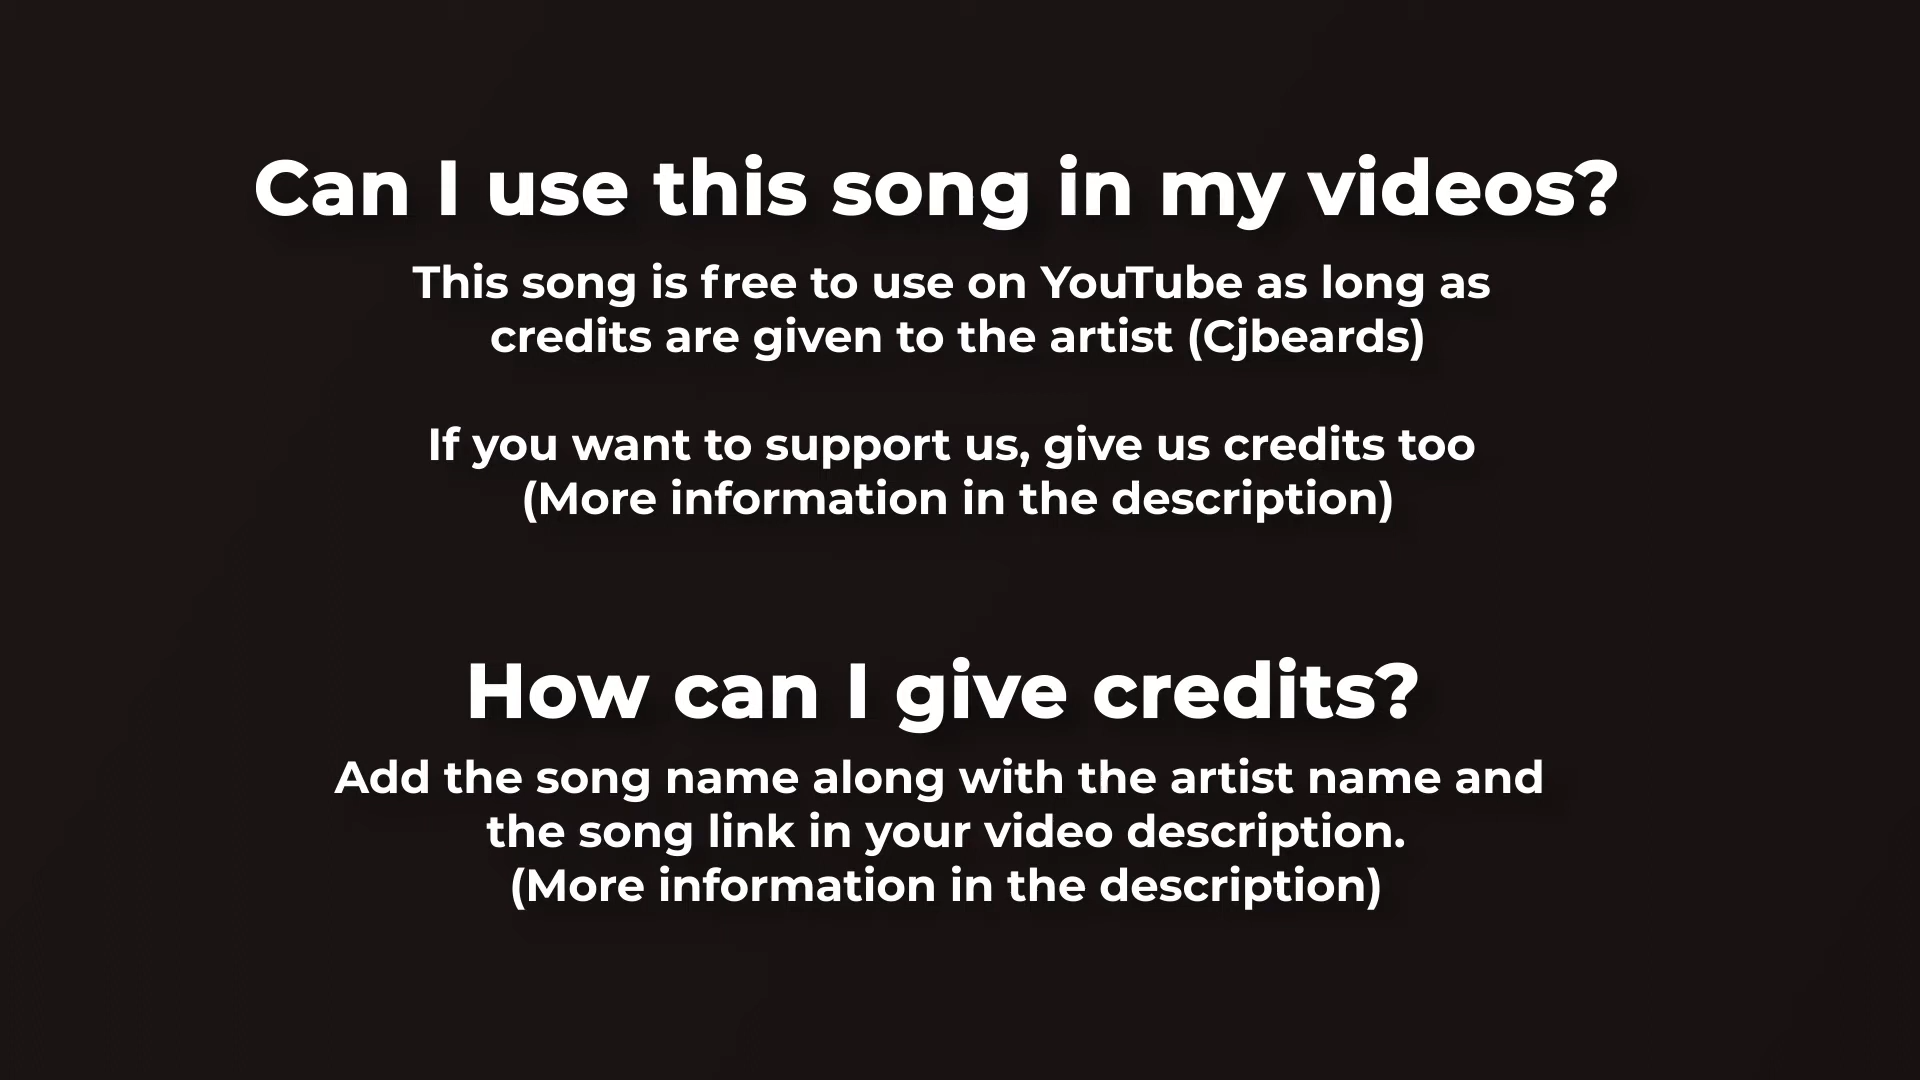 Can I use this song in my videos?
This song is free to use on YouTube as long as
credits are given to the artist (Cjbeards)
If you want to support us, give us credits too
(More information in the description)
How can I give credits?
Add the song name along with the artist name and
the song link in your video description.
(More information in the description)